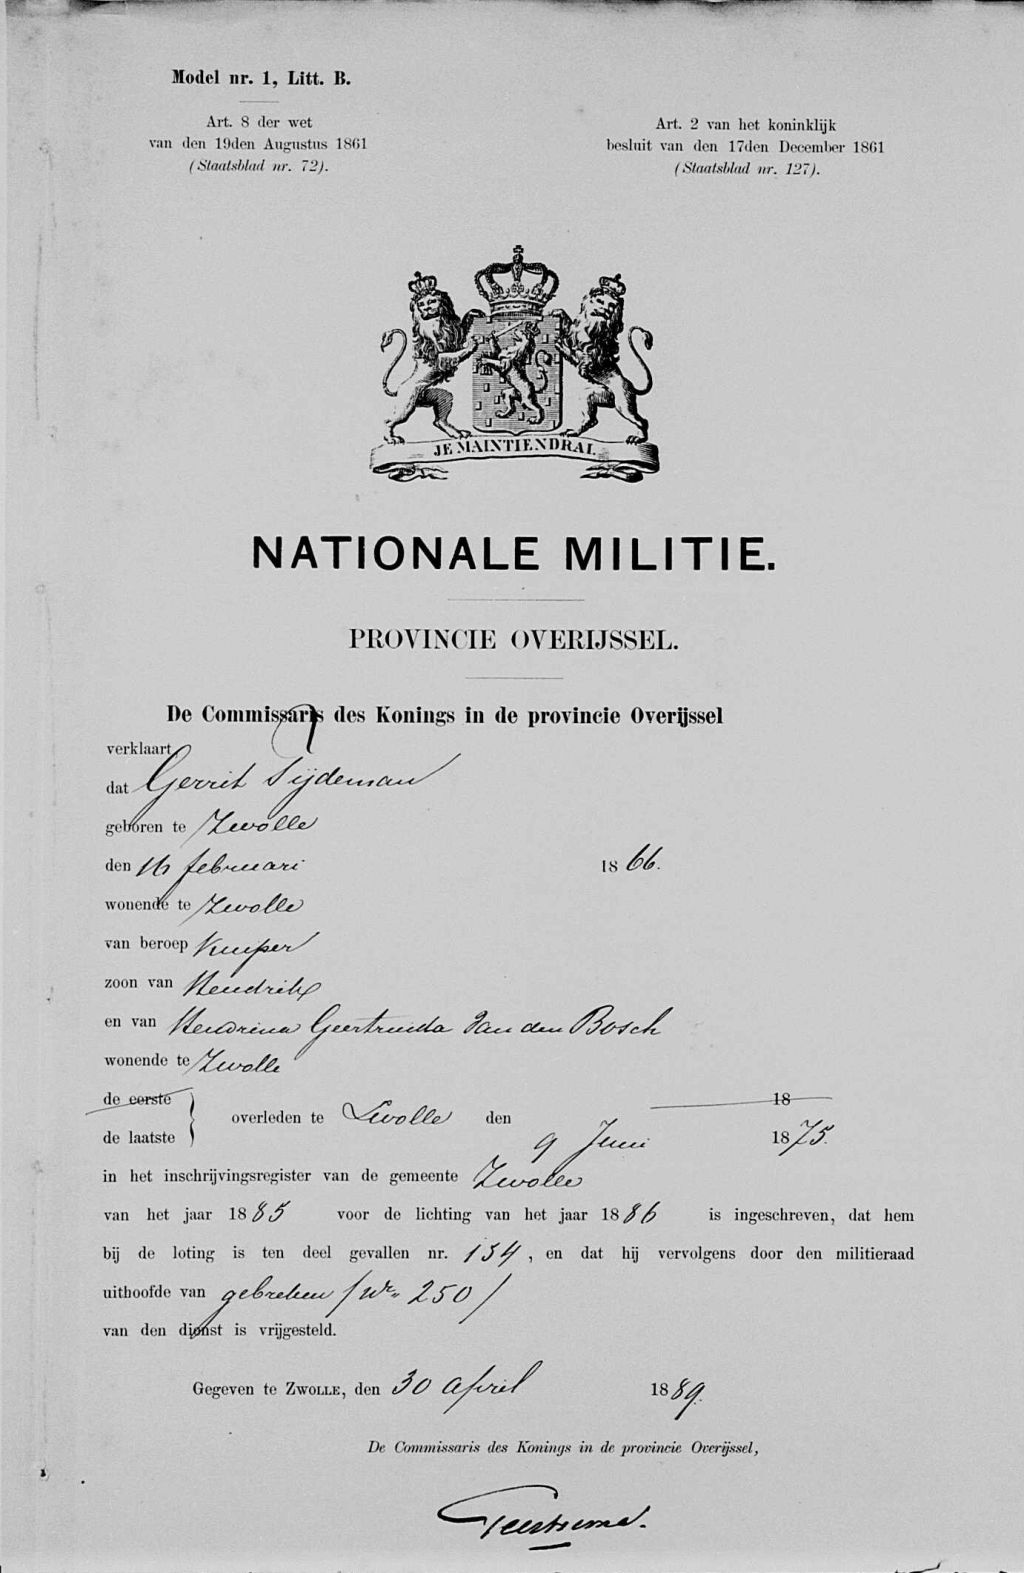 Model nr. 1, Litt. B.
Art. 8 der wet
van den 19den Augustus 1861
(Staatsblad nr. 72).
Art. 2 van het koninklijk
besluit van den 17den December 1861
(Staatsblad nr. 127).
JE MAINTIENDRAI.
NATIONALE MILITIE.
PROVINCIE OVERIJSSEL.
De Commissaris des Konings in de provincie Overijssel
verklaart
dat Gerrit Tijdeman
geboren te Zwolle
den 16 februari 1866.
wonende te Zwolle
van beroep Kuiper
zoon van Hendrik
en van Hendrina Geertruida Van den Bosch
wonende te Zwolle
de eerste 18
overleden te Zwolle den
de laatste 9 Juni 1875.
in het inschrijvingsregister van de gemeente Zwolle
van het jaar 1885 voor de lichting van het jaar 1886 is ingeschreven, dat hem
bij de loting is ten deel gevallen nr. 154, en dat hij vervolgens door den militieraad
uithoofde van gebreken / No. 250 /
van den dienst is vrijgesteld.
Gegeven te Zwolle, den 30 April 1889.
De Commissaris des Konings in de provincie Overijssel,